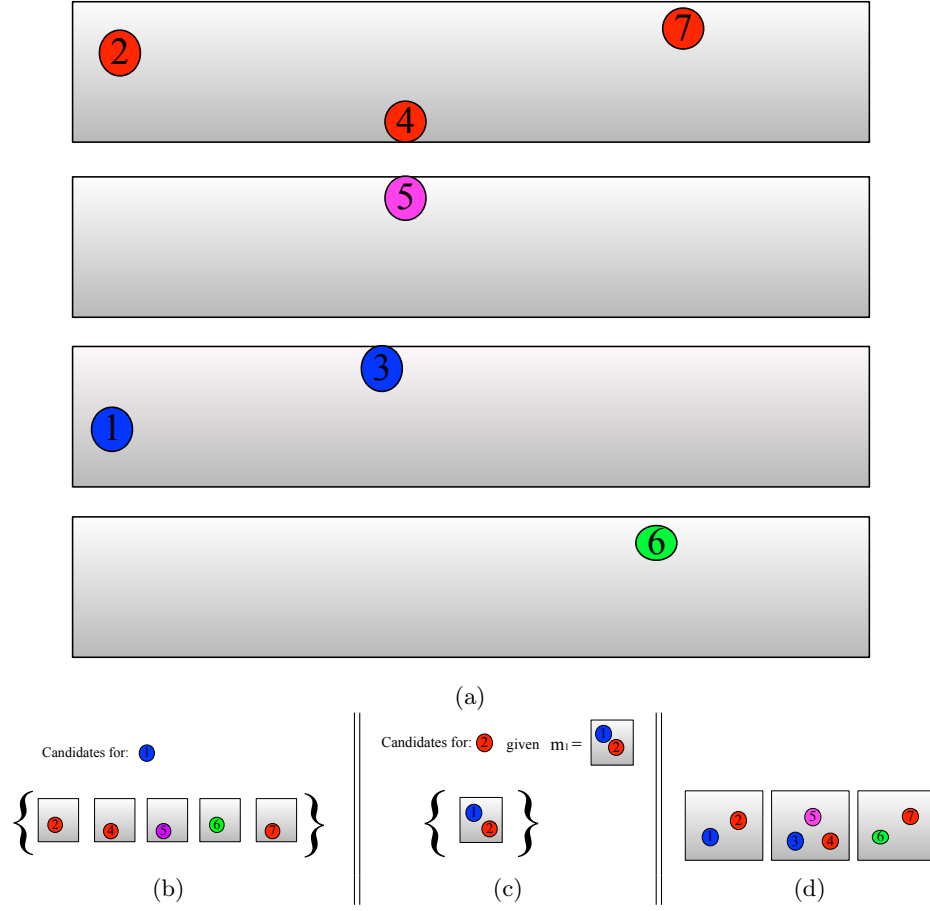 2
7
4
5
3
1
6
(a)
Candidates for: 1
{ 2 4 5 6 7 }
(b)
Candidates for: 2 given m1= 1 2
{ 1 2 }
(c)
1 2 5 3 4 7 6
(d)